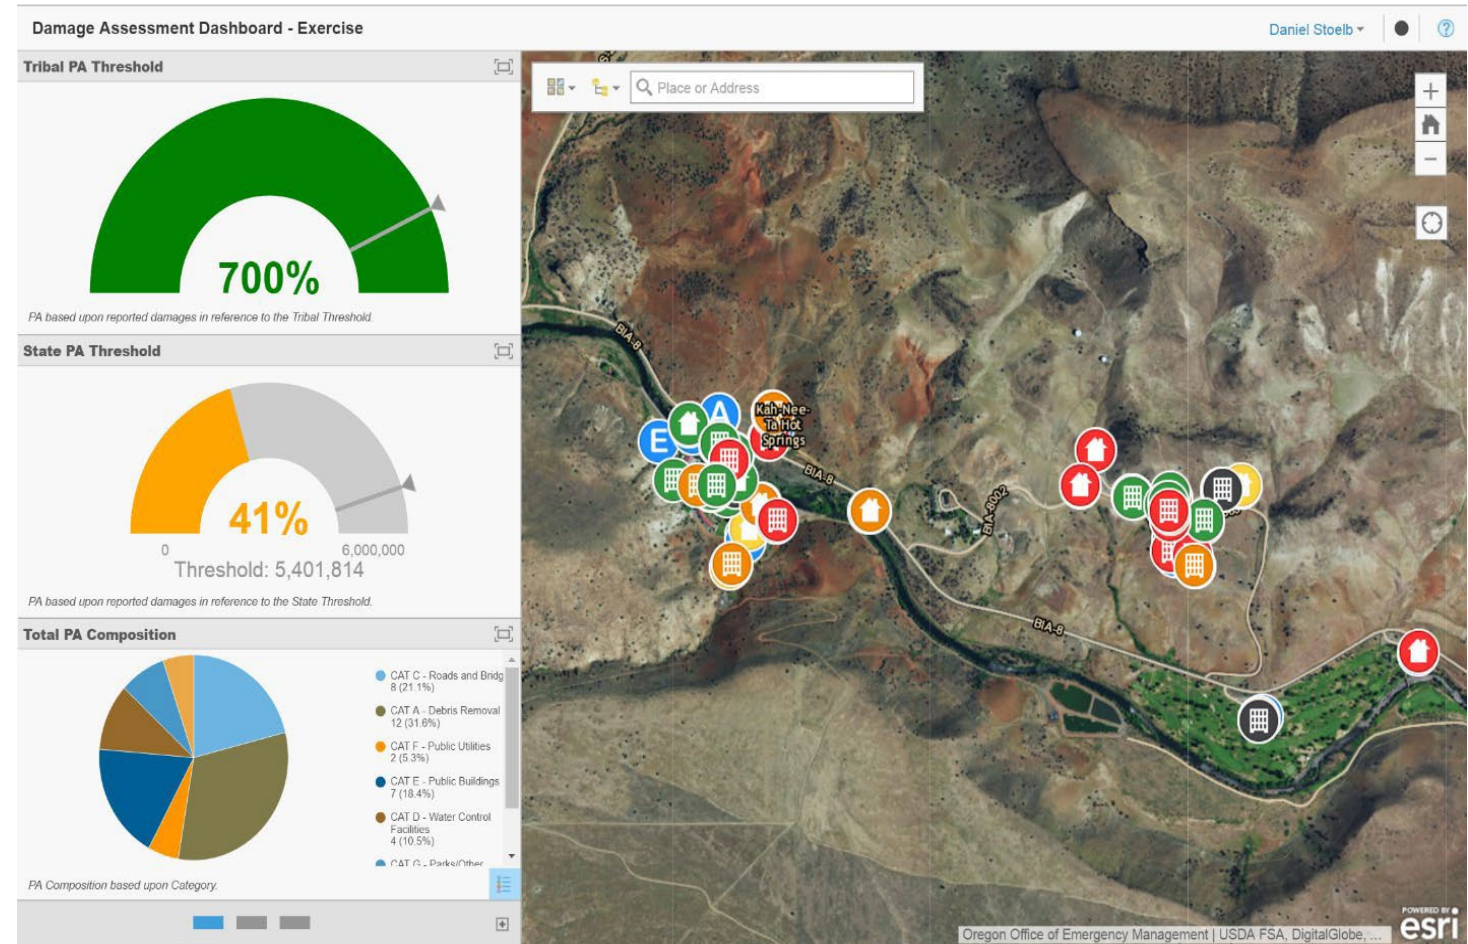 Damage Assessment Dashboard - Exercise
Daniel Stoelb
?
Tribal PA Threshold
700%
PA based upon reported damages in reference to the Tribal Threshold.
State PA Threshold
41%
0
6,000,000
Threshold: 5,401,814
PA based upon reported damages in reference to the State Threshold.
Total PA Composition
CAT C - Roads and Bridg
8 (21.1%)
CAT A - Debris Removal
12 (31.6%)
CAT F - Public Utilities
2 (5.3%)
CAT E - Public Buildings
7 (18.4%)
CAT D - Water Control
Facilities
4 (10.5%)
CAT G - Parks/Other
PA Composition based upon Category.
Place or Address
BIA-8
A
E
Kah-Nee-
Ta Hot
Springs
BIA-8
BIA-8002
BIA-8
Oregon Office of Emergency Management | USDA FSA, DigitalGlobe, ...
POWERED BY
esri